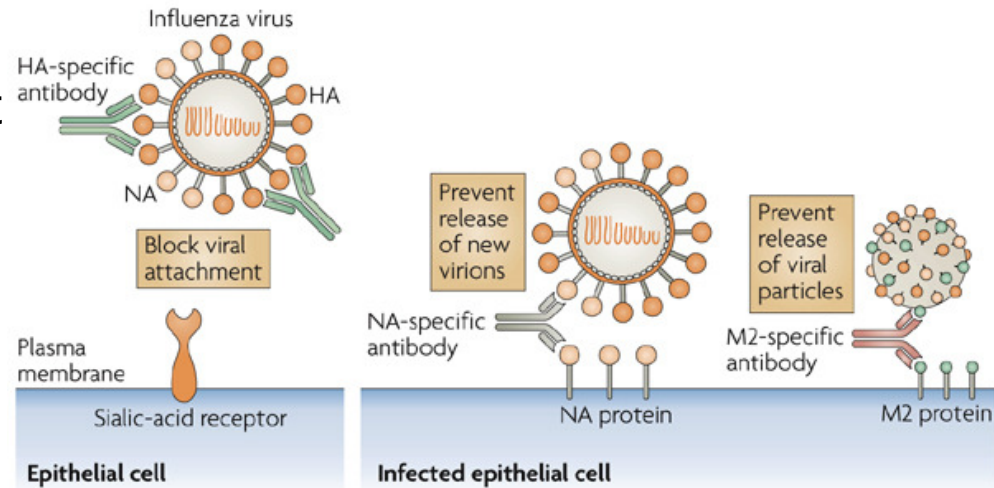 Influenza virus
HA-specific
antibody
HA
NA
Block viral
attachment
Plasma
membrane
Sialic-acid receptor
Epithelial cell
Prevent
release
of new
virions
NA-specific
antibody
NA protein
Infected epithelial cell
Prevent
release
of viral
particles
M2-specific
antibody
M2 protein